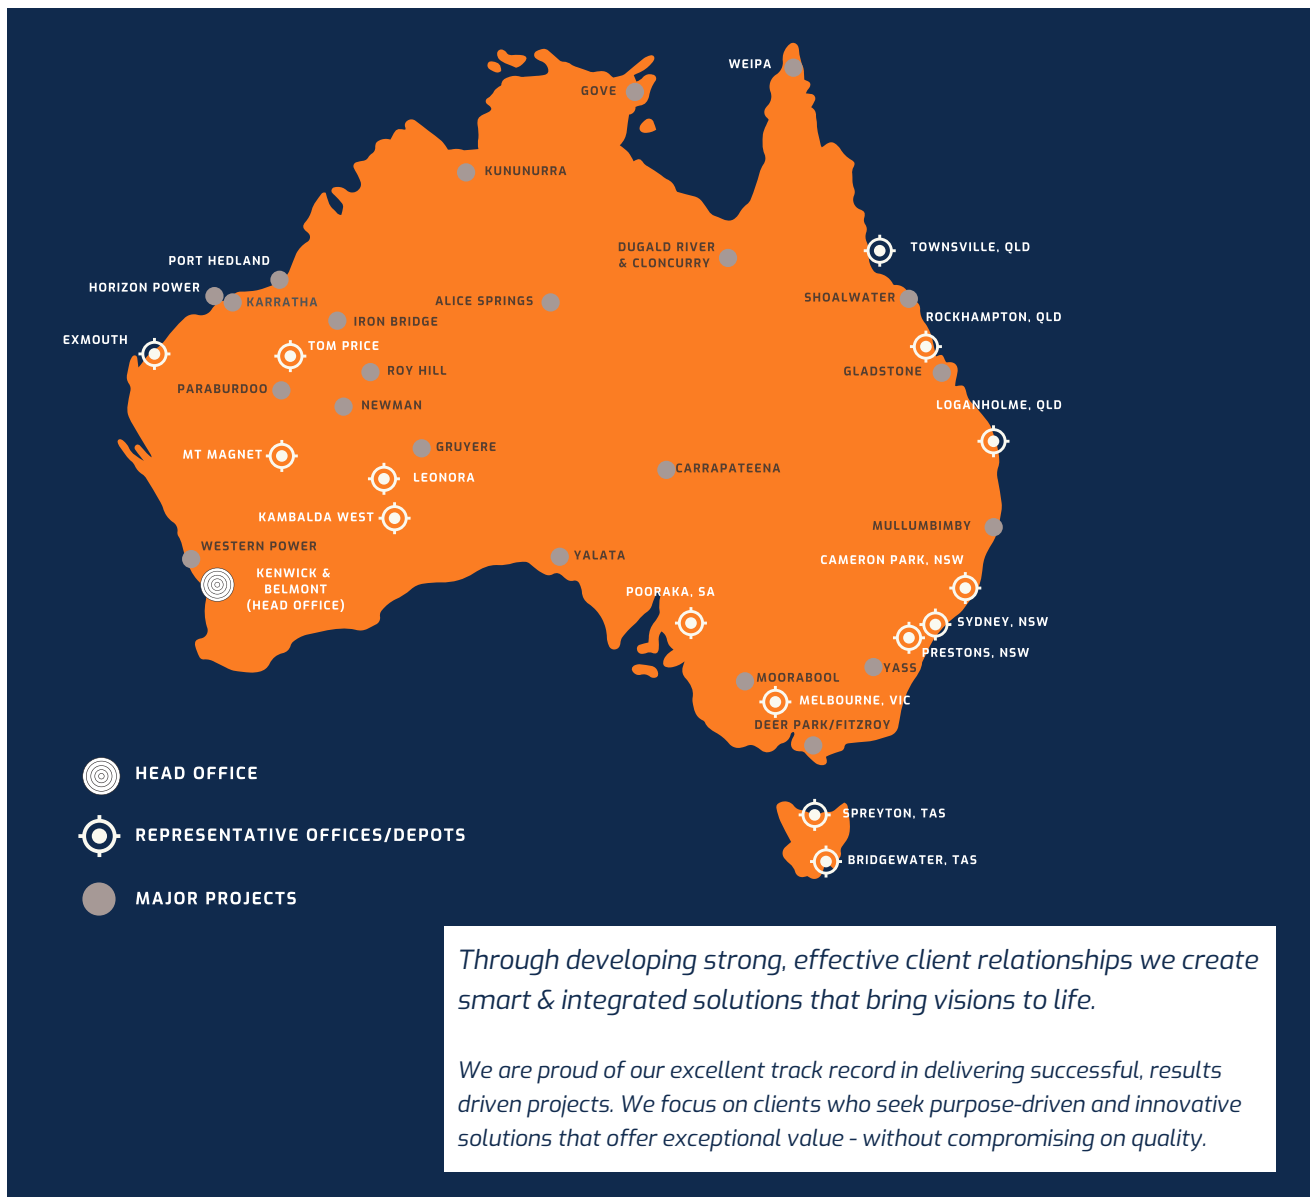 WEIPA
GOVE
KUNUNURRA
DUGALD RIVER
& CLONCURRY
TOWNSVILLE, QLD
PORT HEDLAND
HORIZON POWER
KARRATHA
ALICE SPRINGS
SHOALWATER
ROCKHAMPTON, QLD
IRON BRIDGE
EXMOUTH
TOM PRICE
ROY HILL
GLADSTONE
PARABURDOO
NEWMAN
LOGANHOLME, QLD
GRUYERE
MT MAGNET
CARRAPATEENA
LEONORA
KAMBALDA WEST
MULLUMBIMBY
WESTERN POWER
YALATA
CAMERON PARK, NSW
KENWICK &
BELMONT
(HEAD OFFICE)
POORAKA, SA
SYDNEY, NSW
PRESTONS, NSW
YASS
MOORABOOL
MELBOURNE, VIC
DEER PARK/FITZROY
HEAD OFFICE
SPREYTON, TAS
REPRESENTATIVE OFFICES/DEPOTS
BRIDGEWATER, TAS
MAJOR PROJECTS
Through developing strong, effective client relationships we create
smart & integrated solutions that bring visions to life.
We are proud of our excellent track record in delivering successful, results
driven projects. We focus on clients who seek purpose-driven and innovative
solutions that offer exceptional value - without compromising on quality.